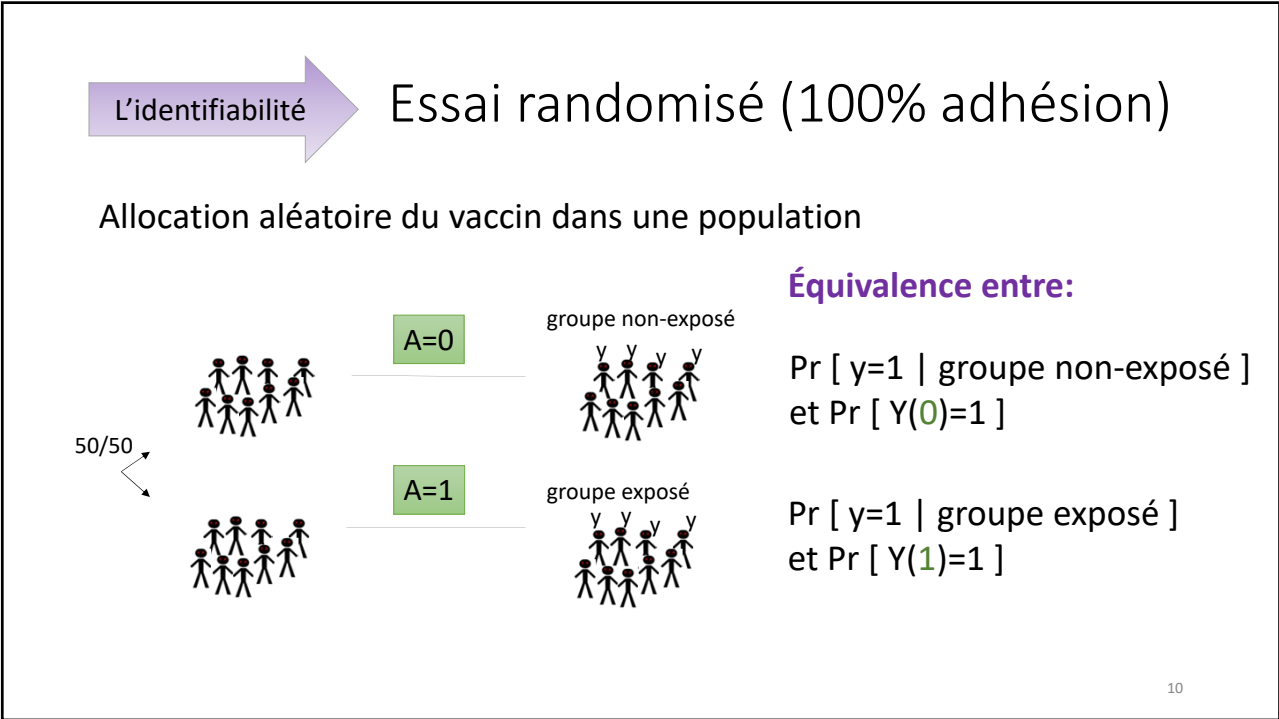 L'identifiabilité
Essai randomisé (100% adhésion)
Allocation aléatoire du vaccin dans une population
50/50
A=0
groupe non-exposé
y y y y
A=1
groupe exposé
y y y y
Équivalence entre:
Pr [ y=1 | groupe non-exposé ]
et Pr [ Y(0)=1 ]
Pr [ y=1 | groupe exposé ]
et Pr [ Y(1)=1 ]
10